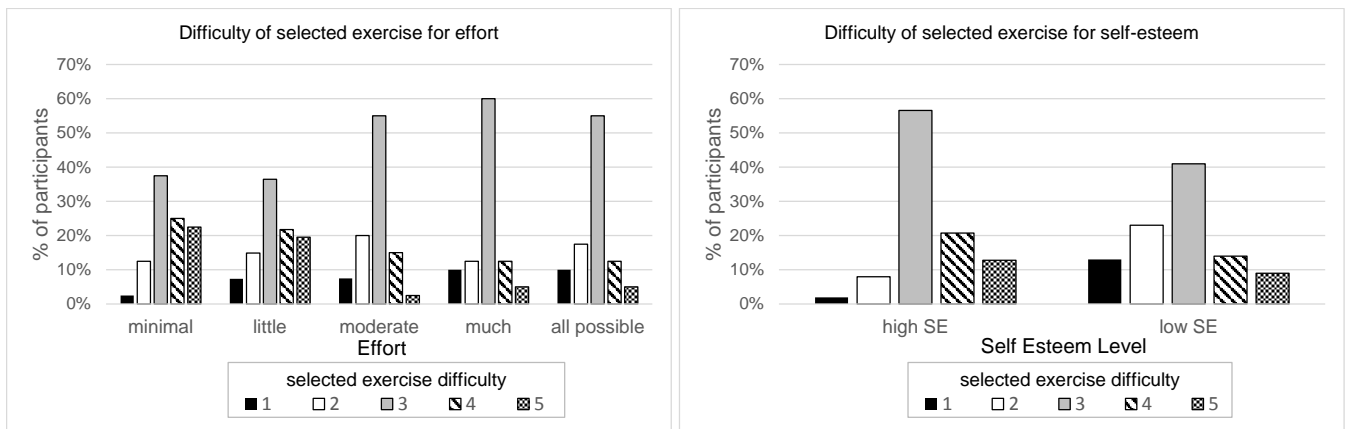 Difficulty of selected exercise for effort
% of participants
70%
60%
50%
40%
30%
20%
10%
0%
minimal little moderate much all possible
Effort
selected exercise difficulty
1 2 3 4 5
Difficulty of selected exercise for self-esteem
% of participants
70%
60%
50%
40%
30%
20%
10%
0%
high SE low SE
Self Esteem Level
selected exercise difficulty
1 2 3 4 5